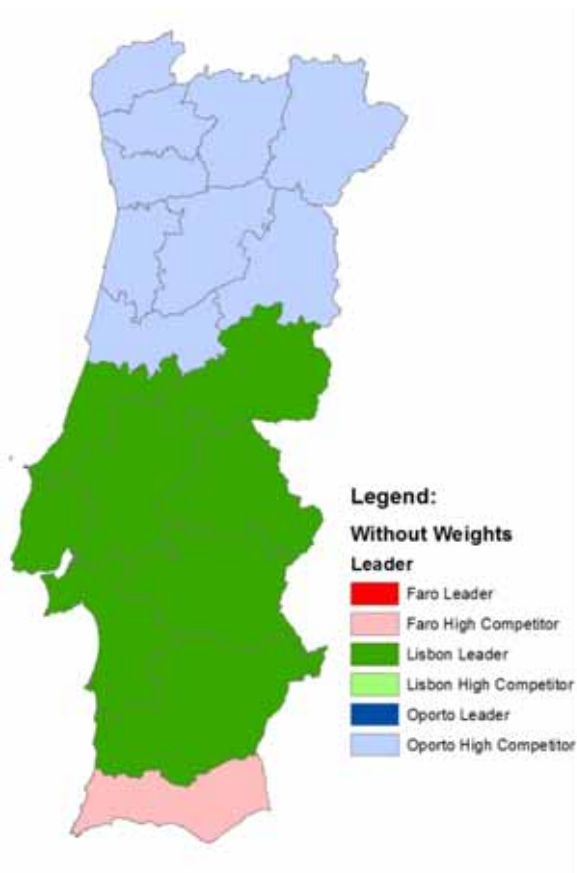 Legend:
Without Weights
Leader
Faro Leader
Faro High Competitor
Lisbon Leader
Lisbon High Competitor
Oporto Leader
Oporto High Competitor